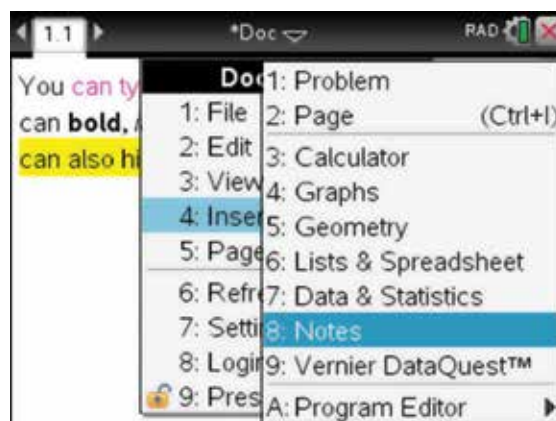 1.1 *Doc RAD
You can ty
can bold,
can also hi
Doc
1: File
2: Edit
3: View
4: Inser
5: Page
6: Refre
7: Settin
8: Login
9: Pres
1: Problem
2: Page (Ctrl+I)
3: Calculator
4: Graphs
5: Geometry
6: Lists & Spreadsheet
7: Data & Statistics
8: Notes
9: Vernier DataQuest™
A: Program Editor